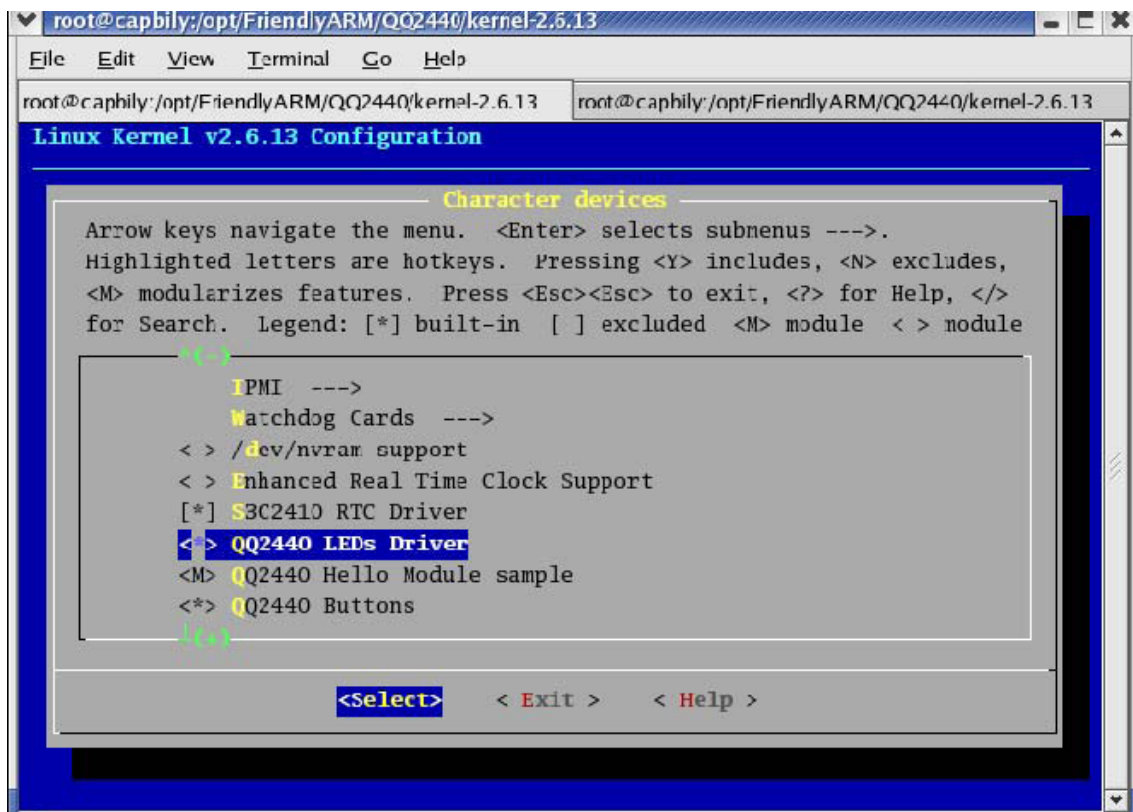 root@capbily:/opt/FriendlyARM/QQ2440/kernel-2.6.13
File Edit View Terminal Go Help
root@capbily:/opt/FriendlyARM/QQ2440/kernel-2.6.13 root@capbily:/opt/FriendlyARM/QQ2440/kernel-2.6.13
Linux Kernel v2.6.13 Configuration
Character devices
Arrow keys navigate the menu. <Enter> selects submenus --->.
Highlighted letters are hotkeys. Pressing <Y> includes, <N> excludes,
<M> modularizes features. Press <Esc><Esc> to exit, <?> for Help, </>
for Search. Legend: [*] built-in [ ] excluded <M> module < > module
^(-)
IPMI --->
Watchdog Cards --->
< > /dev/nvram support
< > Enhanced Real Time Clock Support
[*] S3C2410 RTC Driver
<*> QQ2440 LEDs Driver
<M> QQ2440 Hello Module sample
<*> QQ2440 Buttons
(+)
<Select> < Exit > < Help >